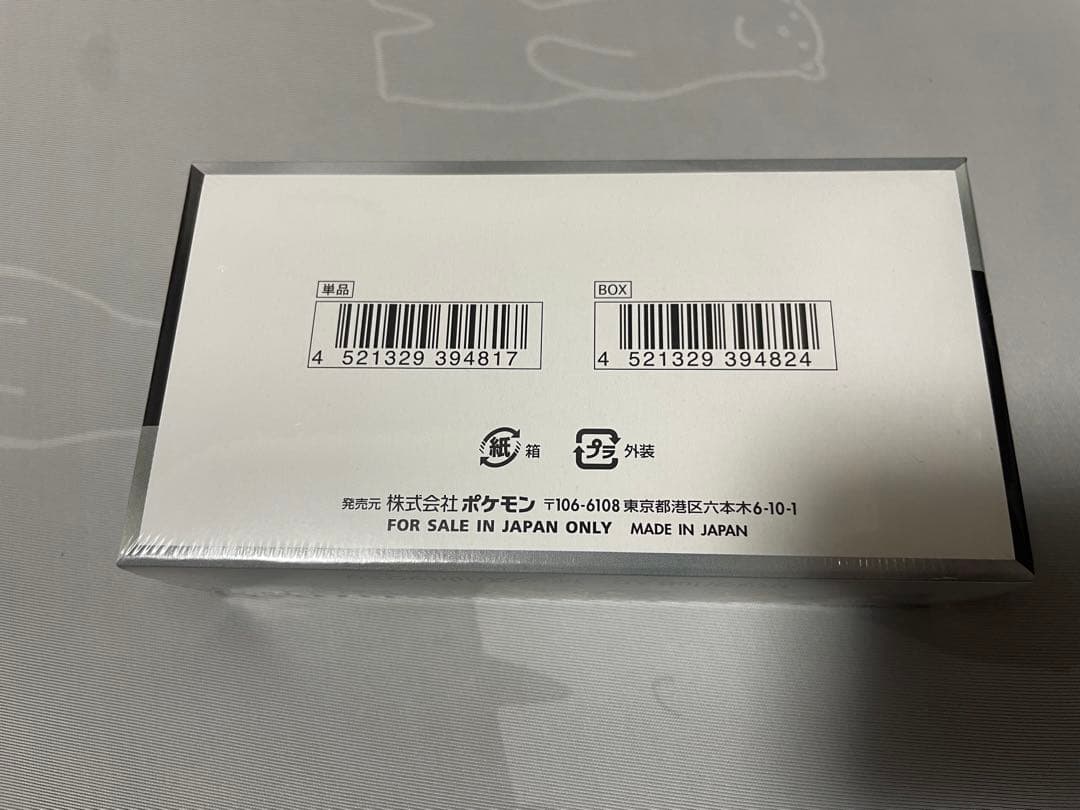 単品
4 521329 394817
BOX
4 521329 394824
紙 箱 プラ 外装
発売元 株式会社 ポケモン 〒106-6108 東京都港区六本木6-10-1
FOR SALE IN JAPAN ONLY MADE IN JAPAN